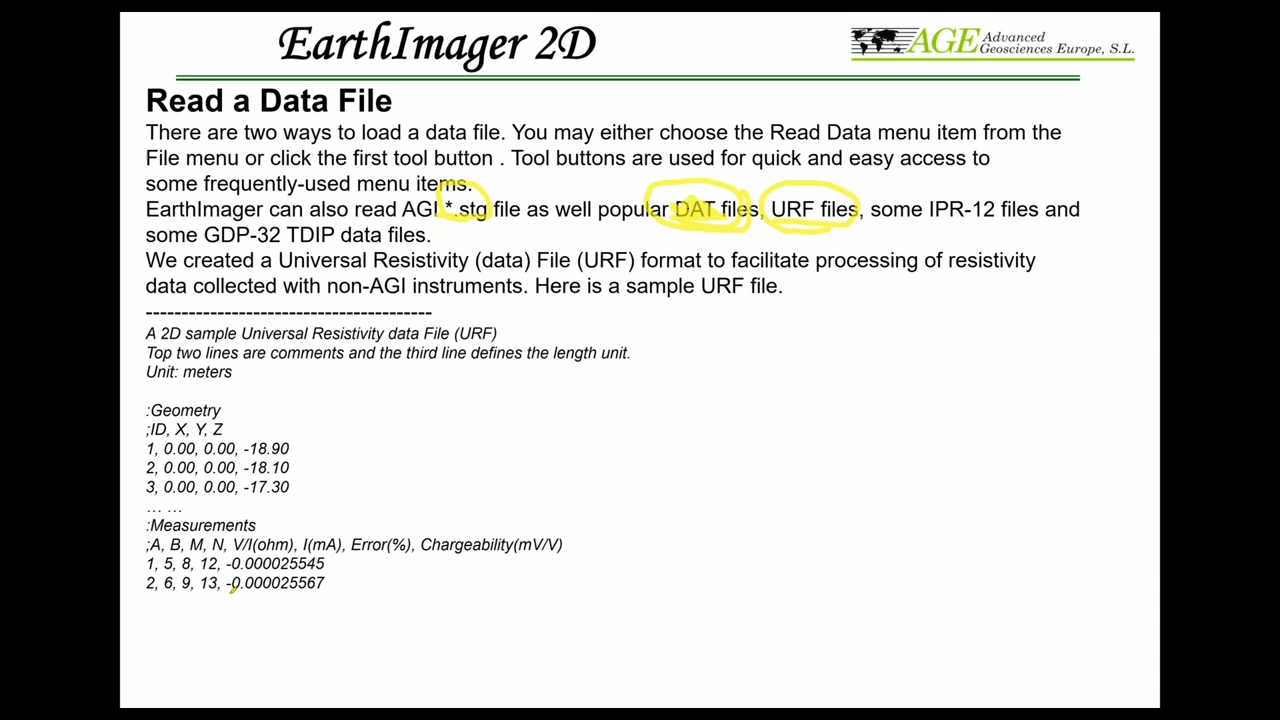 EarthImager 2D
AGE Advanced
Geosciences Europe, S.L.
Read a Data File
There are two ways to load a data file. You may either choose the Read Data menu item from the
File menu or click the first tool button . Tool buttons are used for quick and easy access to
some frequently-used menu items.
EarthImager can also read AGI *.stg file as well popular DAT files, URF files, some IPR-12 files and
some GDP-32 TDIP data files.
We created a Universal Resistivity (data) File (URF) format to facilitate processing of resistivity
data collected with non-AGI instruments. Here is a sample URF file.
----------------------------------------
A 2D sample Universal Resistivity data File (URF)
Top two lines are comments and the third line defines the length unit.
Unit: meters
:Geometry
;ID, X, Y, Z
1, 0.00, 0.00, -18.90
2, 0.00, 0.00, -18.10
3, 0.00, 0.00, -17.30
… …
:Measurements
;A, B, M, N, V/I(ohm), I(mA), Error(%), Chargeability(mV/V)
1, 5, 8, 12, -0.000025545
2, 6, 9, 13, -0.000025567